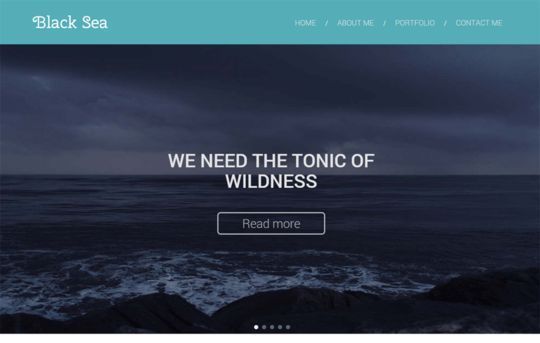 Black Sea
HOME / ABOUT ME / PORTFOLIO / CONTACT ME
WE NEED THE TONIC OF
WILDNESS
Read more